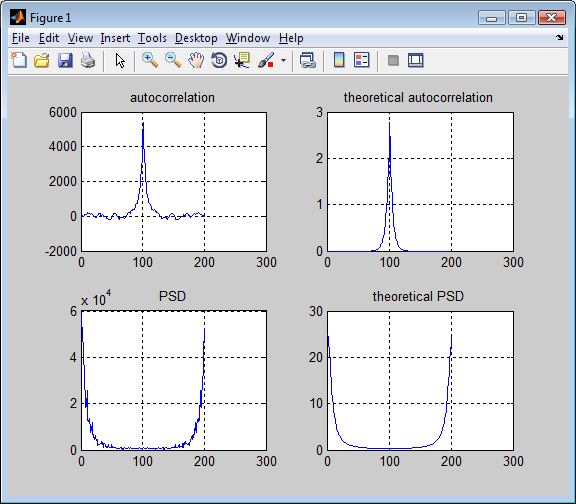 Figure 1
File Edit View Insert Tools Desktop Window Help
autocorrelation
6000
4000
2000
0
-2000
0 100 200 300
theoretical autocorrelation
3
2
1
0
0 100 200 300
PSD
x 10^4
6
4
2
0
0 100 200 300
theoretical PSD
30
20
10
0
0 100 200 300